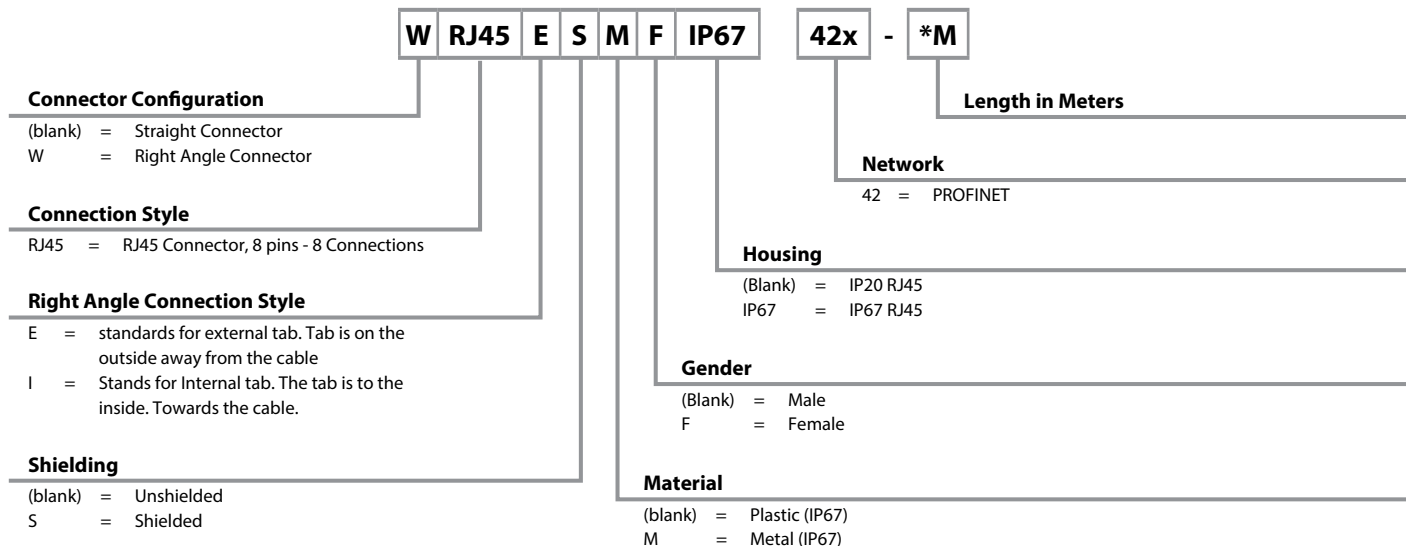 W RJ45 E S M F IP67 42x - *M
Connector Configuration
(blank) = Straight Connector
W = Right Angle Connector
Connection Style
RJ45 = RJ45 Connector, 8 pins - 8 Connections
Right Angle Connection Style
E = standards for external tab. Tab is on the
outside away from the cable
I = Stands for Internal tab. The tab is to the
inside. Towards the cable.
Shielding
(blank) = Unshielded
S = Shielded
Length in Meters
Network
42 = PROFINET
Housing
(Blank) = IP20 RJ45
IP67 = IP67 RJ45
Gender
(Blank) = Male
F = Female
Material
(blank) = Plastic (IP67)
M = Metal (IP67)